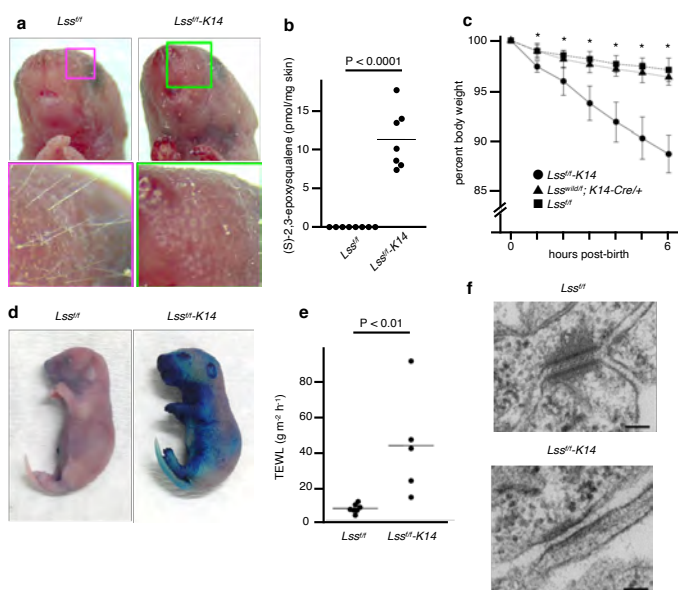 a
Lssᶠ/ᶠ
Lssᶠ/ᶠ-K14
b
P < 0.0001
(S)-2,3-epoxysqualene (pmol/mg skin)
15
10
5
0
Lssᶠ/ᶠ
Lssᶠ/ᶠ-K14
c
percent body weight
100
95
90
85
* * * * * *
Lssᶠ/ᶠ-K14
Lssʷⁱˡᵈ/ᶠ; K14-Cre/+
Lssᶠ/ᶠ
0 2 4 6
hours post-birth
d
Lssᶠ/ᶠ
Lssᶠ/ᶠ-K14
e
P < 0.01
TEWL (g m⁻² h⁻¹)
80
60
40
20
0
Lssᶠ/ᶠ
Lssᶠ/ᶠ-K14
f
Lssᶠ/ᶠ
Lssᶠ/ᶠ-K14